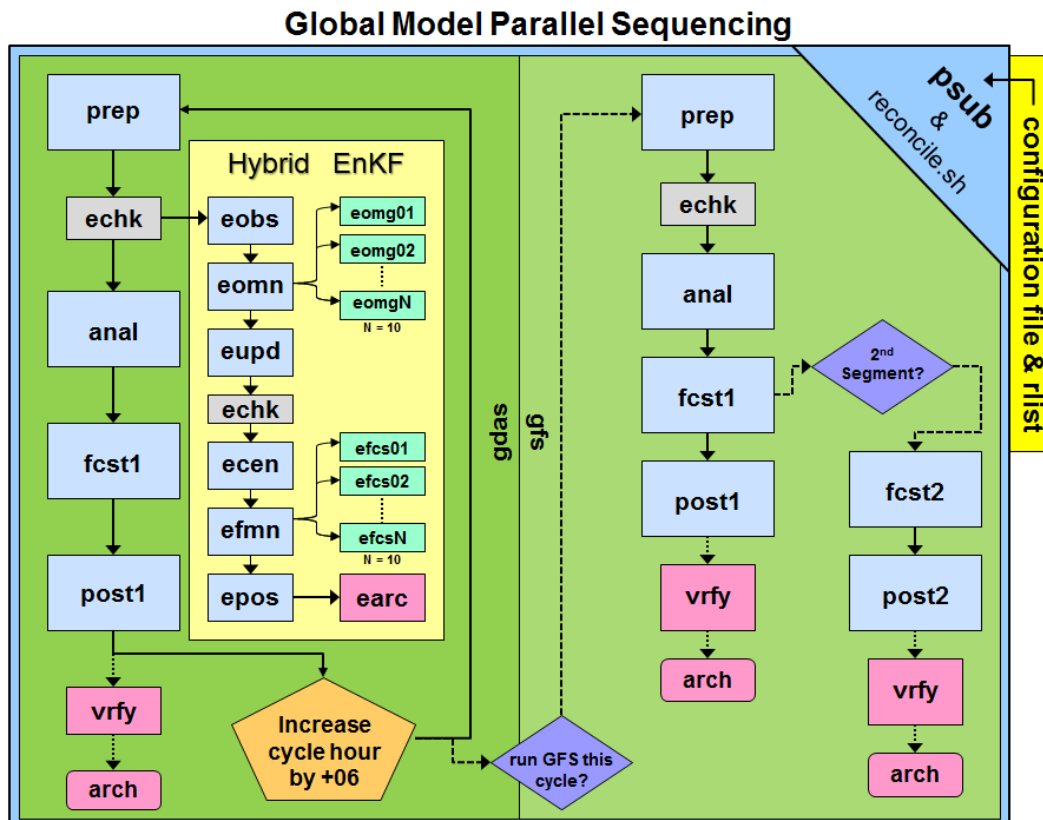 Global Model Parallel Sequencing
prep
echk
anal
fcst1
post1
vrfy
arch
Hybrid EnKF
eobs
eomn
eupd
echk
ecen
efmn
epos
eomg01
eomg02
eomgN
N = 10
efcs01
efcs02
efcsN
N = 10
earc
Increase
cycle hour
by +06
gdas
gfs
run GFS this
cycle?
prep
echk
anal
fcst1
post1
vrfy
arch
2nd
Segment?
fcst2
post2
vrfy
arch
psub
&
reconcile.sh
configuration file & rlist